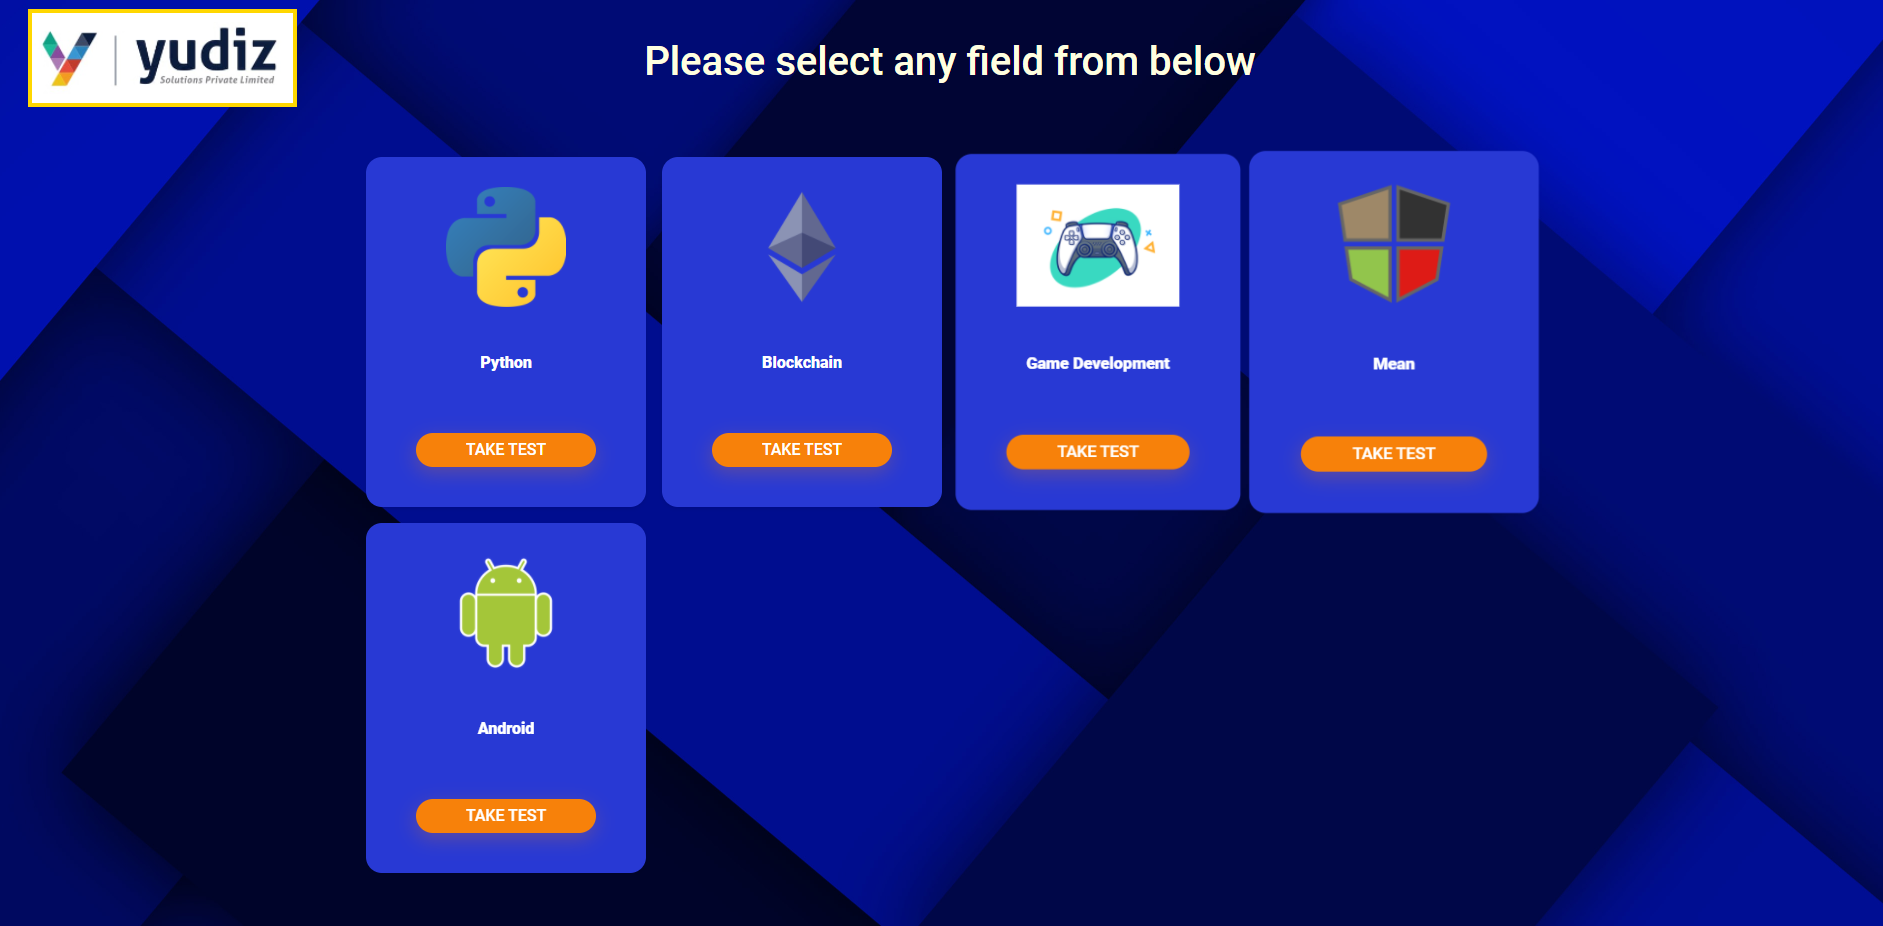 yudiz
Solutions Private Limited
Please select any field from below
Python
Blockchain
Game Development
Mean
TAKE TEST
TAKE TEST
TAKE TEST
TAKE TEST
Android
TAKE TEST